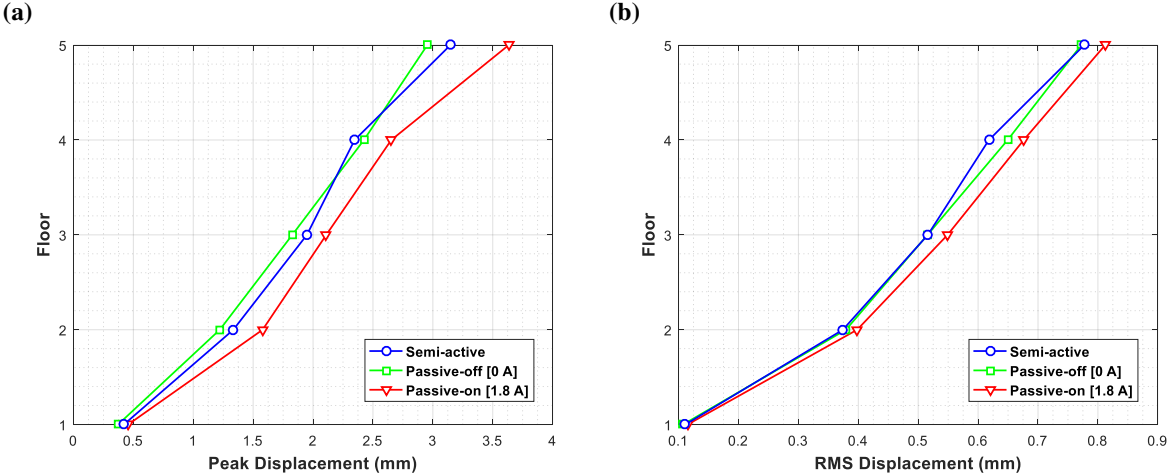 (a)
5
4
3
2
1
Floor
0
0.5
1
1.5
2
2.5
3
3.5
4
Peak Displacement (mm)
Semi-active
Passive-off [0 A]
Passive-on [1.8 A]
(b)
5
4
3
2
1
Floor
0.1
0.2
0.3
0.4
0.5
0.6
0.7
0.8
0.9
RMS Displacement (mm)
Semi-active
Passive-off [0 A]
Passive-on [1.8 A]